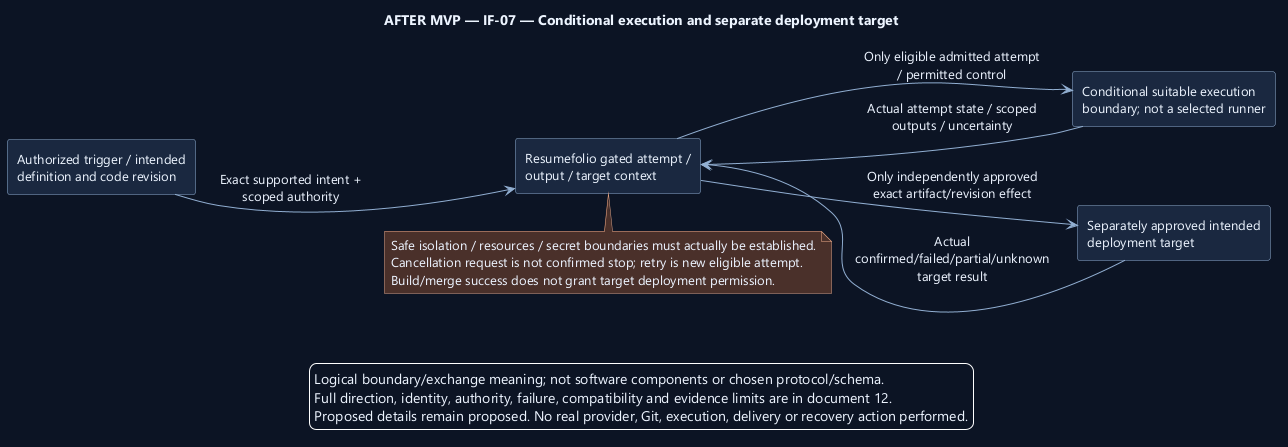 AFTER MVP — IF-07 — Conditional execution and separate deployment target
Only eligible admitted attempt
/ permitted control
Conditional suitable execution
boundary; not a selected runner
Actual attempt state / scoped
outputs / uncertainty
Authorized trigger / intended
definition and code revision
Exact supported intent +
scoped authority
Resumefolio gated attempt /
output / target context
Only independently approved
exact artifact/revision effect
Separately approved intended
deployment target
Actual
confirmed/failed/partial/unknown
target result
Safe isolation / resources / secret boundaries must actually be established.
Cancellation request is not confirmed stop; retry is new eligible attempt.
Build/merge success does not grant target deployment permission.
Logical boundary/exchange meaning; not software components or chosen protocol/schema.
Full direction, identity, authority, failure, compatibility and evidence limits are in document 12.
Proposed details remain proposed. No real provider, Git, execution, delivery or recovery action performed.